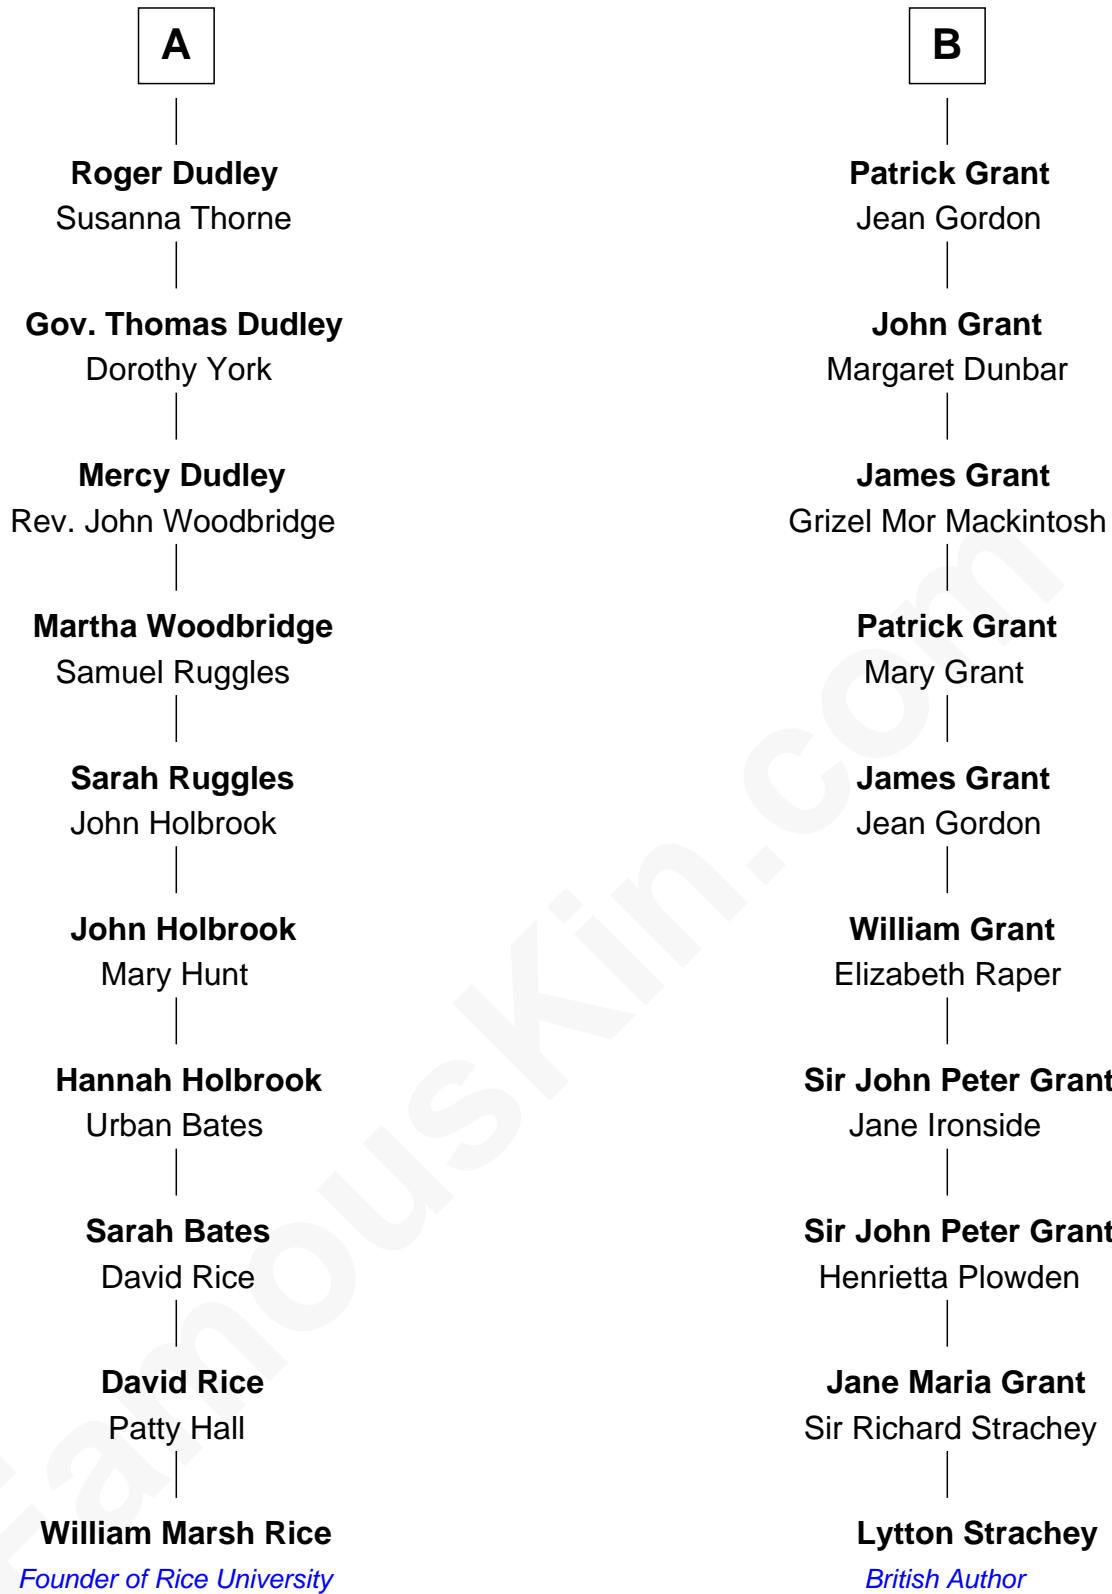 A
Roger Dudley
Susanna Thorne
Gov. Thomas Dudley
Dorothy York
Mercy Dudley
Rev. John Woodbridge
Martha Woodbridge
Samuel Ruggles
Sarah Ruggles
John Holbrook
John Holbrook
Mary Hunt
Hannah Holbrook
Urban Bates
Sarah Bates
David Rice
David Rice
Patty Hall
William Marsh Rice
Founder of Rice University
B
Patrick Grant
Jean Gordon
John Grant
Margaret Dunbar
James Grant
Grizel Mor Mackintosh
Patrick Grant
Mary Grant
James Grant
Jean Gordon
William Grant
Elizabeth Raper
Sir John Peter Grant
Jane Ironside
Sir John Peter Grant
Henrietta Plowden
Jane Maria Grant
Sir Richard Strachey
Lytton Strachey
British Author
FamousKin.com